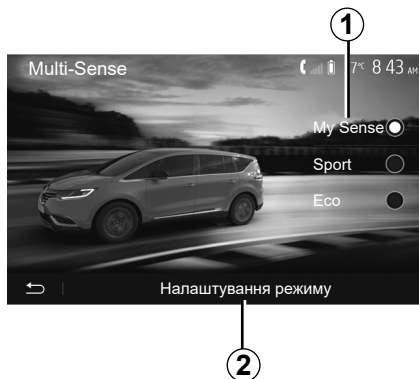 1
Multi-Sense 7°C 8 43 AM
My Sense
Sport
Eco
Налаштування режиму
2